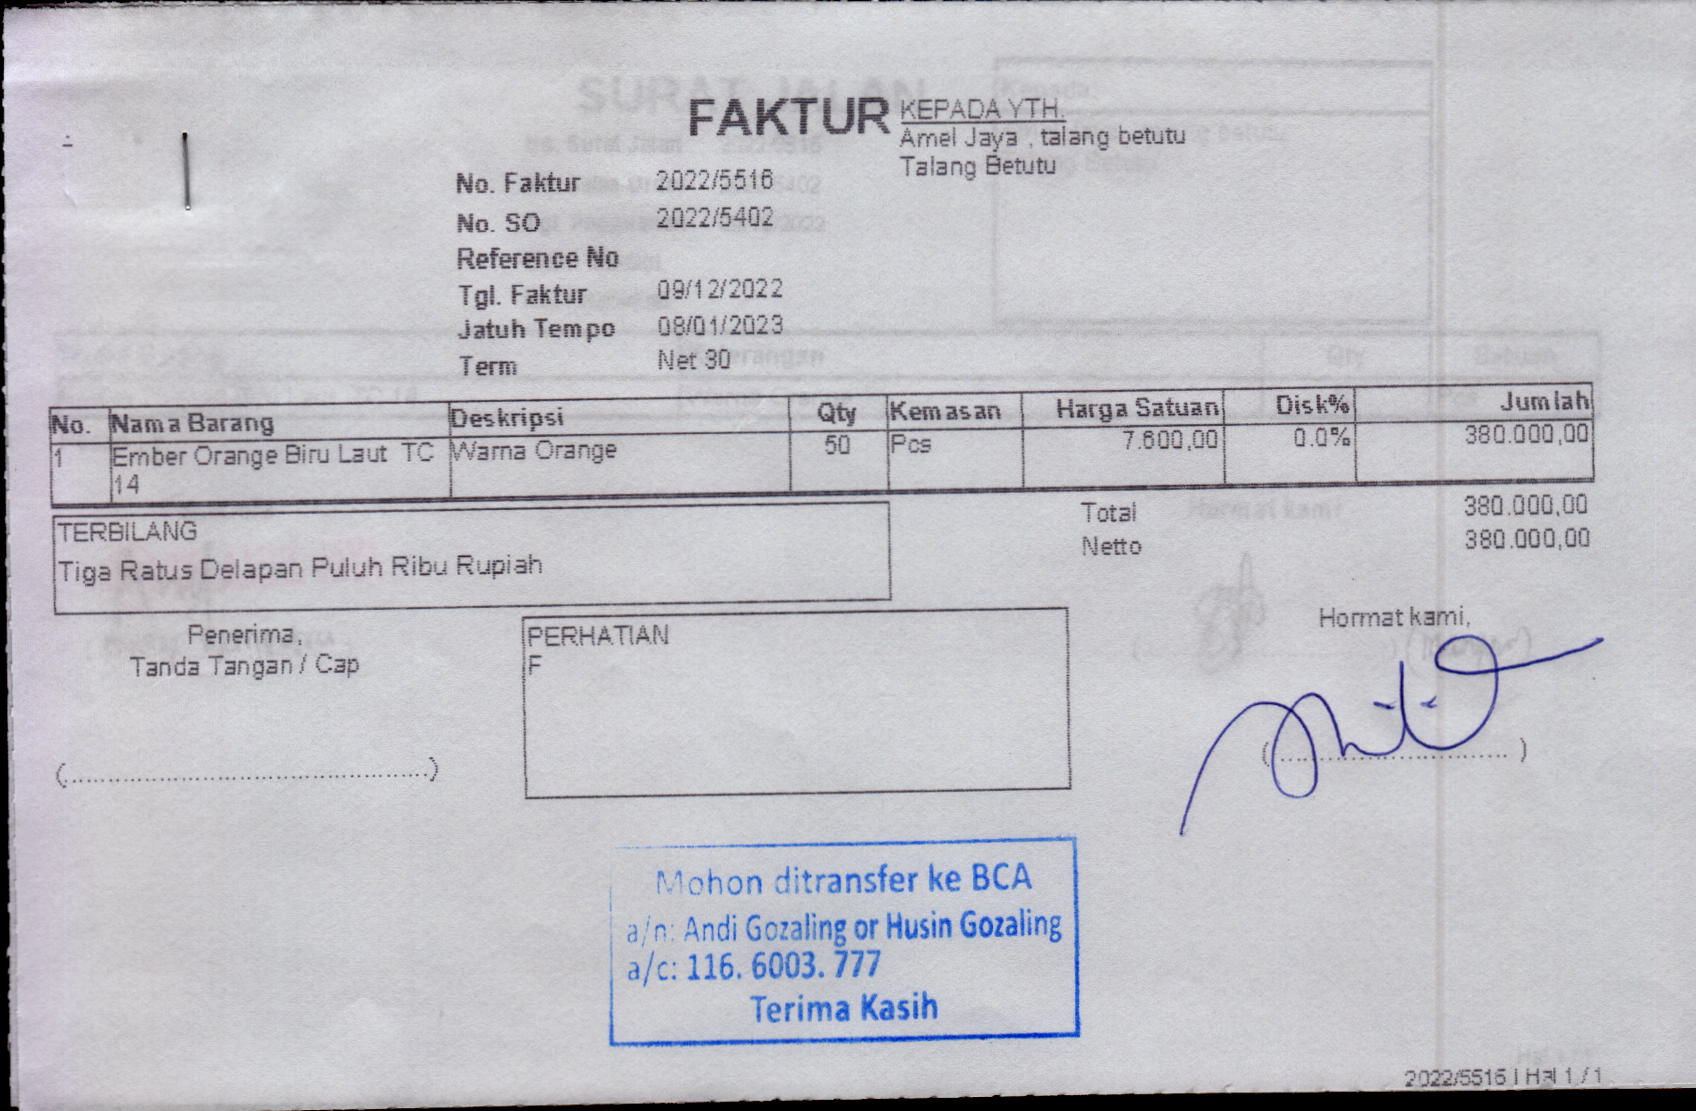 FAKTUR
KEPADA YTH.
Amel Jaya , talang betutu
Talang Betutu
No. Faktur 2022/5516
No. SO 2022/5402
Reference No
Tgl. Faktur 09/12/2022
Jatuh Tempo 08/01/2023
Term Net 30
No. Nama Barang Deskripsi Qty Kemasan Harga Satuan Disk% Jumlah
1 Ember Orange Biru Laut TC Warna Orange 50 Pcs 7.600,00 0.0% 380.000,00
14
TERBILANG
Tiga Ratus Delapan Puluh Ribu Rupiah
Total 380.000,00
Netto 380.000,00
Penerima,
Tanda Tangan / Cap
PERHATIAN
F
Hormat kami,
Mohon ditransfer ke BCA
a/n: Andi Gozaling or Husin Gozaling
a/c: 116. 6003. 777
Terima Kasih
2022/5516 | Hal 1 / 1